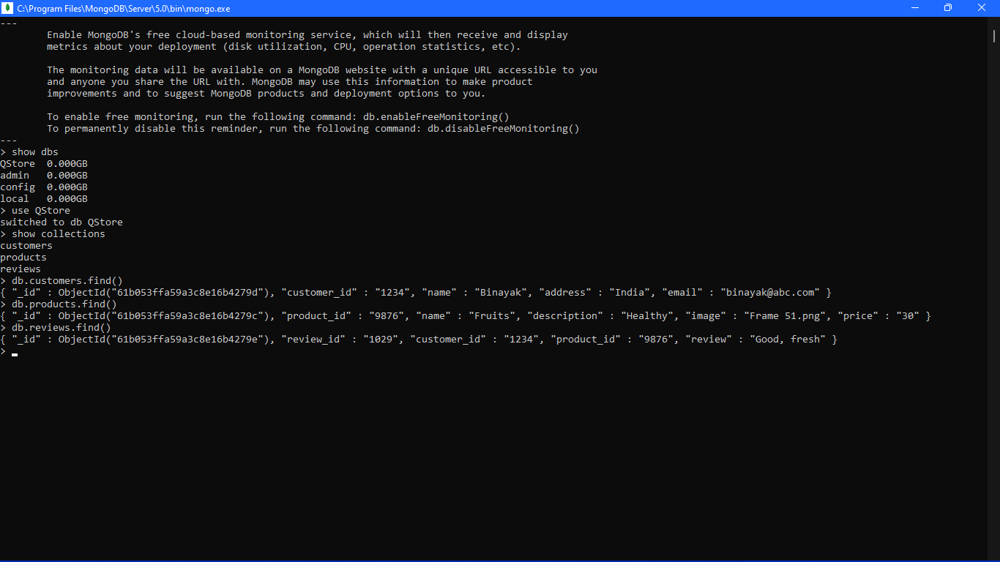 C:\Program Files\MongoDB\Server\5.0\bin\mongo.exe
---
Enable MongoDB's free cloud-based monitoring service, which will then receive and display
metrics about your deployment (disk utilization, CPU, operation statistics, etc).
The monitoring data will be available on a MongoDB website with a unique URL accessible to you
and anyone you share the URL with. MongoDB may use this information to make product
improvements and to suggest MongoDB products and deployment options to you.
To enable free monitoring, run the following command: db.enableFreeMonitoring()
To permanently disable this reminder, run the following command: db.disableFreeMonitoring()
---
> show dbs
QStore  0.000GB
admin   0.000GB
config  0.000GB
local   0.000GB
> use QStore
switched to db QStore
> show collections
customers
products
reviews
> db.customers.find()
{ "_id" : ObjectId("61b053ffa59a3c8e16b4279d"), "customer_id" : "1234", "name" : "Binayak", "address" : "India", "email" : "binayak@abc.com" }
> db.products.find()
{ "_id" : ObjectId("61b053ffa59a3c8e16b4279c"), "product_id" : "9876", "name" : "Fruits", "description" : "Healthy", "image" : "Frame 51.png", "price" : "30" }
> db.reviews.find()
{ "_id" : ObjectId("61b053ffa59a3c8e16b4279e"), "review_id" : "1029", "customer_id" : "1234", "product_id" : "9876", "review" : "Good, fresh" }
>